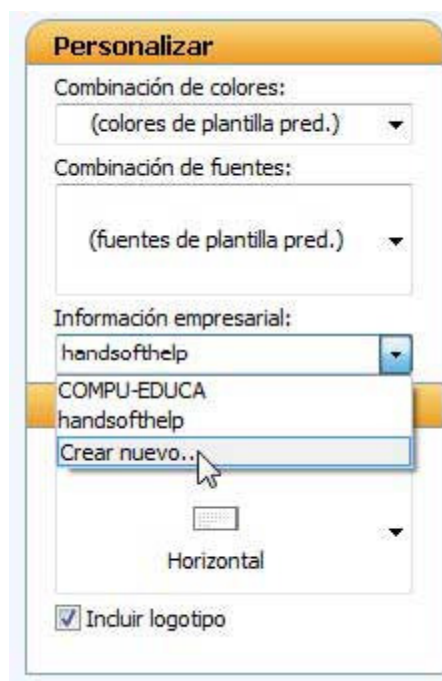 Personalizar
Combinación de colores:
(colores de plantilla pred.)
Combinación de fuentes:
(fuentes de plantilla pred.)
Información empresarial:
handsofthelp
COMPU-EDUCA
handsofthelp
Crear nuevo...
Horizontal
Incluir logotipo